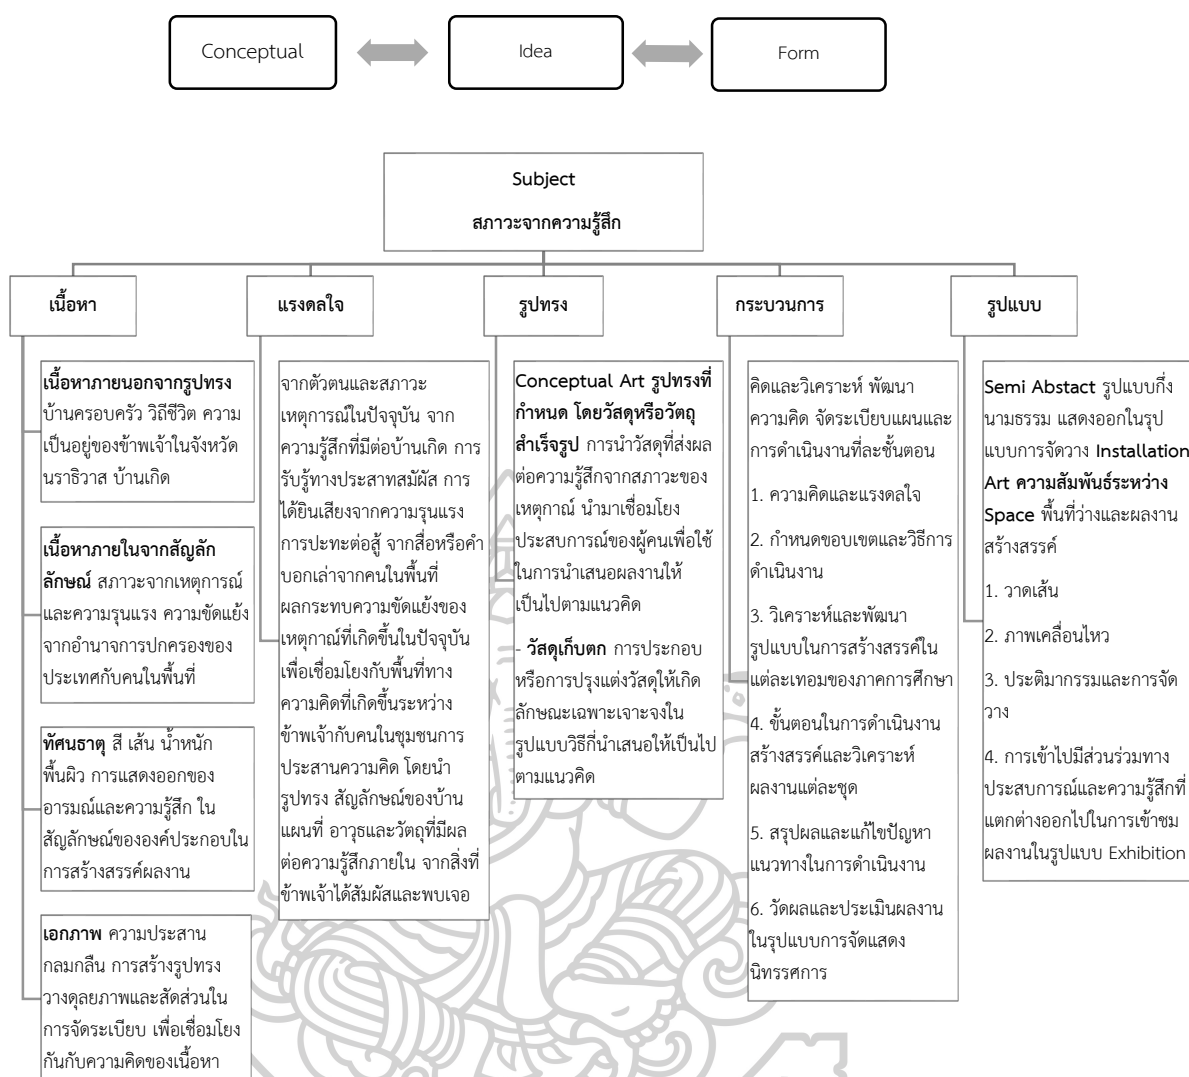 Conceptual
Idea
Form
Subject
สภาวะจากความรู้สึก
เนื้อหา
แรงดลใจ
รูปทรง
กระบวนการ
รูปแบบ
เนื้อหาภายนอกจากรูปทรง
บ้านครอบครัว วิถีชีวิต ความ
เป็นอยู่ของข้าพเจ้าในจังหวัด
นราธิวาส บ้านเกิด
เนื้อหาภายในจากสัญลัก
ลักษณ์ สภาวะจากเหตุการณ์
และความรุนแรง ความขัดแย้ง
จากอำนาจการปกครองของ
ประเทศกับคนในพื้นที่
ทัศนธาตุ สี เส้น น้ำหนัก
พื้นผิว การแสดงออกของ
อารมณ์และความรู้สึก ใน
สัญลักษณ์ขององค์ประกอบใน
การสร้างสรรค์ผลงาน
เอกภาพ ความประสาน
กลมกลืน การสร้างรูปทรง
วางดุลยภาพและสัดส่วนใน
การจัดระเบียบ เพื่อเชื่อมโยง
กันกับความคิดของเนื้อหา
จากตัวตนและสภาวะ
เหตุการณ์ในปัจจุบัน จาก
ความรู้สึกที่มีต่อบ้านเกิด การ
รับรู้ทางประสาทสัมผัส การ
ได้ยินเสียงจากความรุนแรง
การปะทะต่อสู้ จากสื่อหรือคำ
บอกเล่าจากคนในพื้นที่
ผลกระทบความขัดแย้งของ
เหตุกาณ์ที่เกิดขึ้นในปัจจุบัน
เพื่อเชื่อมโยงกับพื้นที่ทาง
ความคิดที่เกิดขึ้นระหว่าง
ข้าพเจ้ากับคนในชุมชนการ
ประสานความคิด โดยนำ
รูปทรง สัญลักษณ์ของบ้าน
แผนที่ อาวุธและวัตถุที่มีผล
ต่อความรู้สึกภายใน จากสิ่งที่
ข้าพเจ้าได้สัมผัสและพบเจอ
Conceptual Art รูปทรงที่
กำหนด โดยวัสดุหรือวัตถุ
สำเร็จรูป การนำวัสดุที่ส่งผล
ต่อความรู้สึกจากสภาวะของ
เหตุกาณ์ นำมาเชื่อมโยง
ประสบการณ์ของผู้คนเพื่อใช้
ในการนำเสนอผลงานให้
เป็นไปตามแนวคิด
- วัสดุเก็บตก การประกอบ
หรือการปรุงแต่งวัสดุให้เกิด
ลักษณะเฉพาะเจาะจงใน
รูปแบบวิธีที่นำเสนอให้เป็นไป
ตามแนวคิด
คิดและวิเคราะห์ พัฒนา
ความคิด จัดระเบียบแผนและ
การดำเนินงานที่ละขั้นตอน
1. ความคิดและแรงดลใจ
2. กำหนดขอบเขตและวิธีการ
ดำเนินงาน
3. วิเคราะห์และพัฒนา
รูปแบบในการสร้างสรรค์ใน
แต่ละเทอมของภาคการศึกษา
4. ขั้นตอนในการดำเนินงาน
สร้างสรรค์และวิเคราะห์
ผลงานแต่ละชุด
5. สรุปผลและแก้ไขปัญหา
แนวทางในการดำเนินงาน
6. วัดผลและประเมินผลงาน
ในรูปแบบการจัดแสดง
นิทรรศการ
Semi Abstact รูปแบบกึ่ง
นามธรรม แสดงออกในรุป
แบบการจัดวาง Installation
Art ความสัมพันธ์ระหว่าง
Space พื้นที่ว่างและผลงาน
สร้างสรรค์
1. วาดเส้น
2. ภาพเคลื่อนไหว
3. ประติมากรรมและการจัด
วาง
4. การเข้าไปมีส่วนร่วมทาง
ประสบการณ์และความรู้สึกที่
แตกต่างออกไปในการเข้าชม
ผลงานในรูปแบบ Exhibition